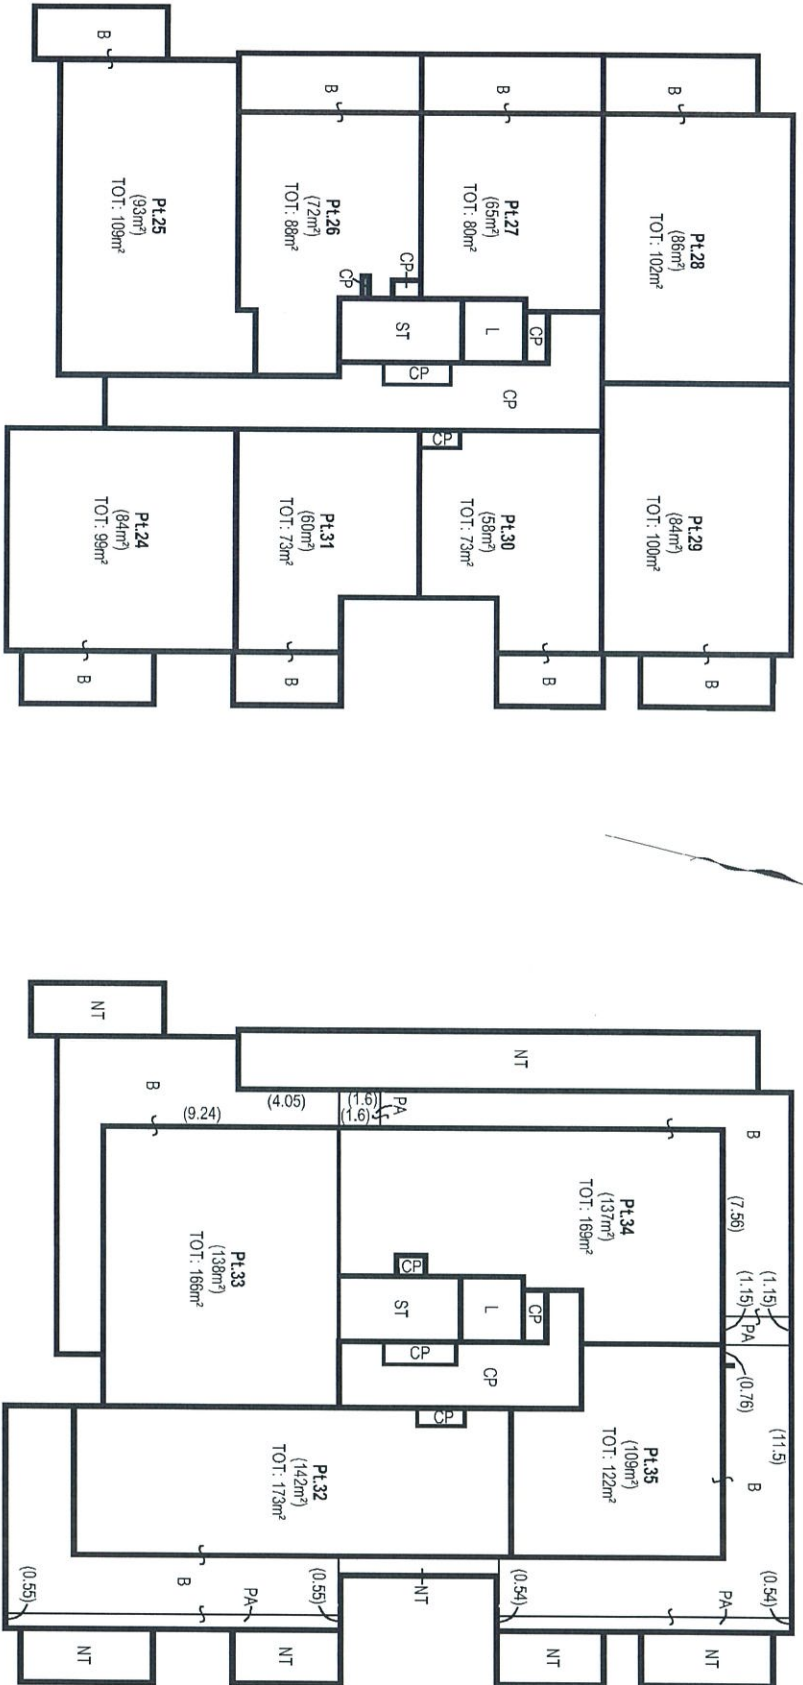 B
B
B
B
Pt.25
(93m²)
TOT: 109m²
Pt.26
(72m²)
TOT: 88m²
Pt.27
(65m²)
TOT: 80m²
Pt.28
(86m²)
TOT: 102m²
CP
CP
ST
L
CP
CP
CP
CP
Pt.24
(84m²)
TOT: 99m²
Pt.31
(60m²)
TOT: 73m²
Pt.30
(58m²)
TOT: 73m²
Pt.29
(84m²)
TOT: 100m²
B
B
B
B
NT
NT
B
(9.24)
(4.05)
(1.6)
(1.6)
PA
B
(7.56)
(1.15)
(1.15)
PA
(0.76)
(11.5)
B
Pt.33
(138m²)
TOT: 166m²
Pt.34
(137m²)
TOT: 169m²
CP
ST
L
CP
CP
CP
CP
Pt.32
(142m²)
TOT: 173m²
Pt.35
(109m²)
TOT: 122m²
(0.55)
B
PA
(0.55)
NT
(0.54)
PA
(0.54)
NT
NT
NT
NT